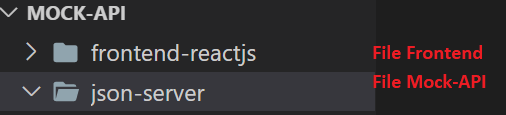 MOCK-API
frontend-reactjs File Frontend
json-server File Mock-API